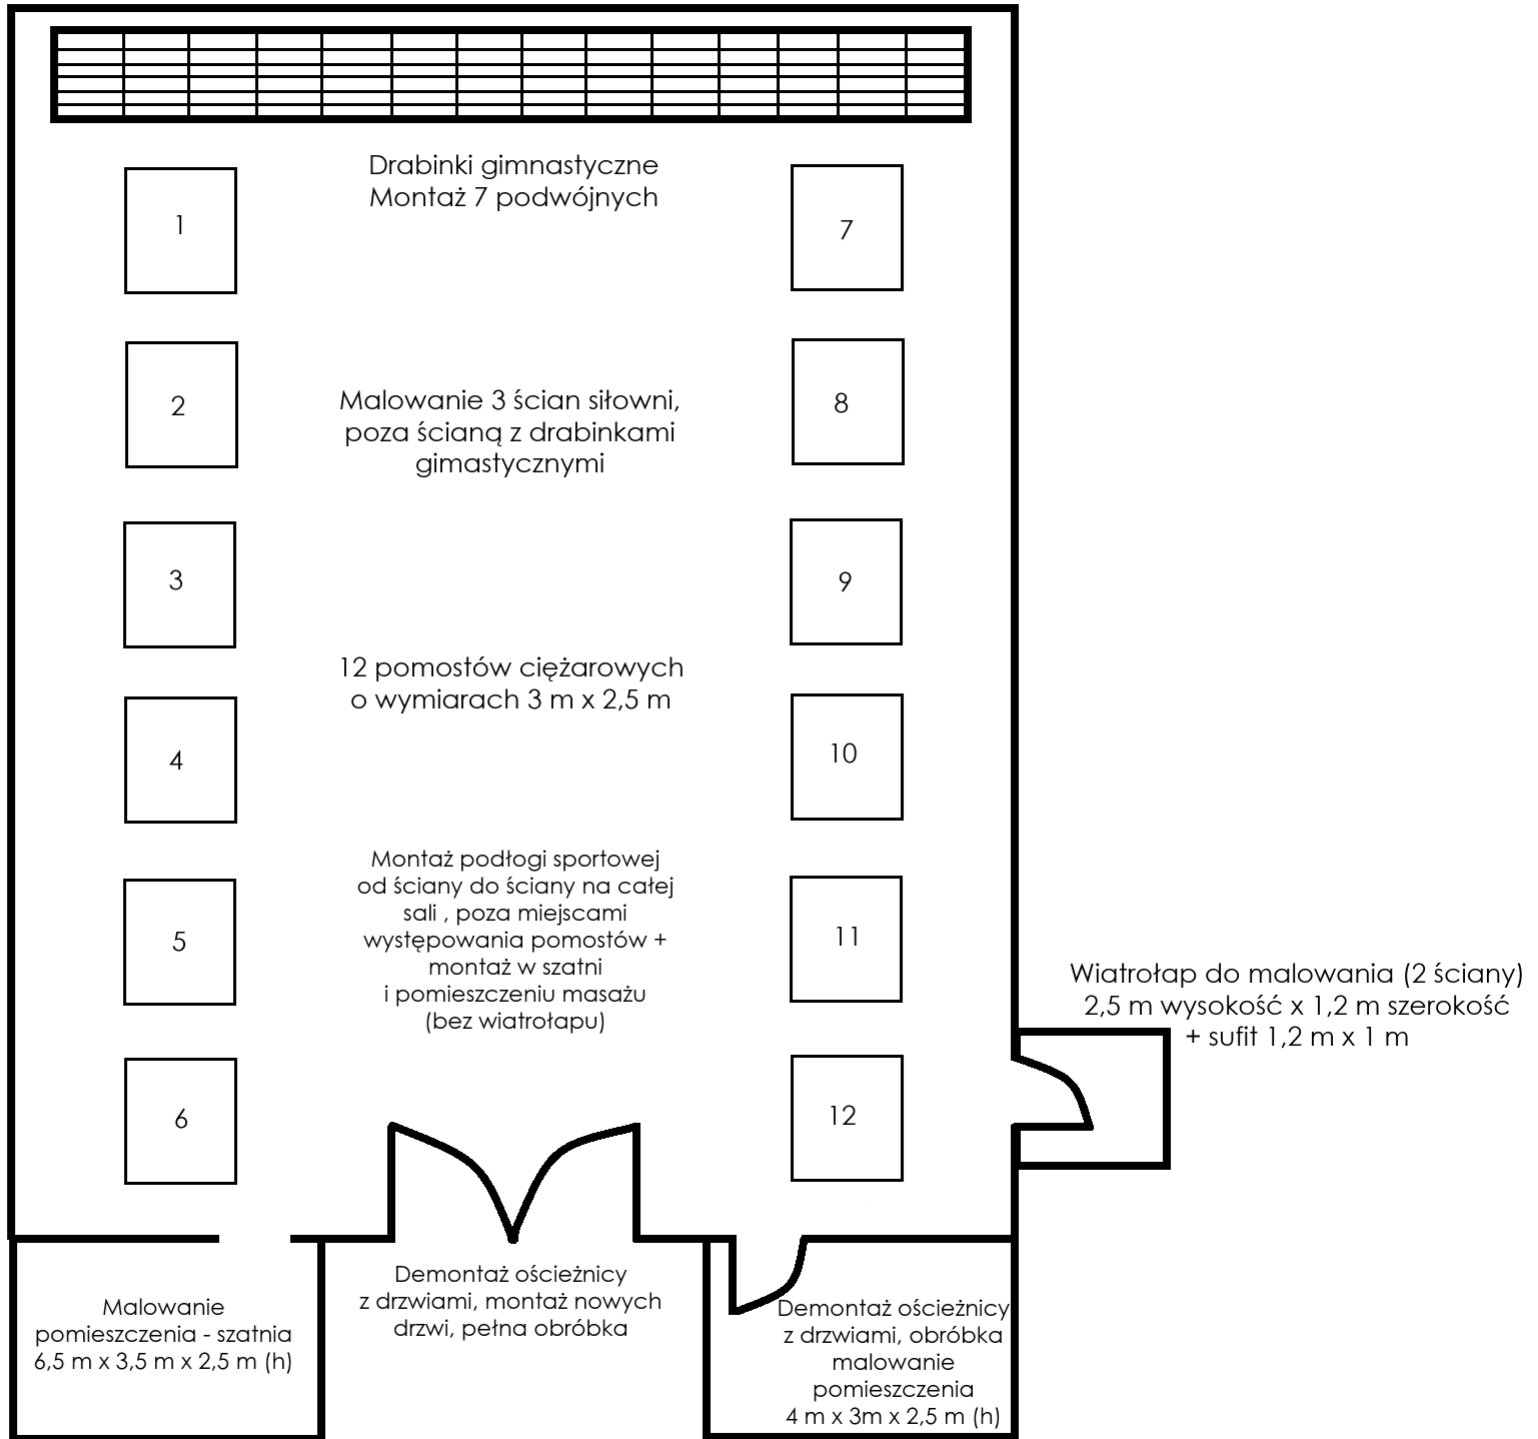 Drabinki gimnastyczne
Montaż 7 podwójnych
1
7
2
8
Malowanie 3 ścian siłowni,
poza ścianą z drabinkami
gimastycznymi
3
9
12 pomostów ciężarowych
o wymiarach 3 m x 2,5 m
4
10
Montaż podłogi sportowej
od ściany do ściany na całej
sali , poza miejscami
występowania pomostów +
montaż w szatni
i pomieszczeniu masażu
(bez wiatrołapu)
5
11
Wiatrołap do malowania (2 ściany)
2,5 m wysokość x 1,2 m szerokość
+ sufit 1,2 m x 1 m
6
12
Malowanie
pomieszczenia - szatnia
6,5 m x 3,5 m x 2,5 m (h)
Demontaż ościeżnicy
z drzwiami, montaż nowych
drzwi, pełna obróbka
Demontaż ościeżnicy
z drzwiami, obróbka
malowanie
pomieszczenia
4 m x 3m x 2,5 m (h)